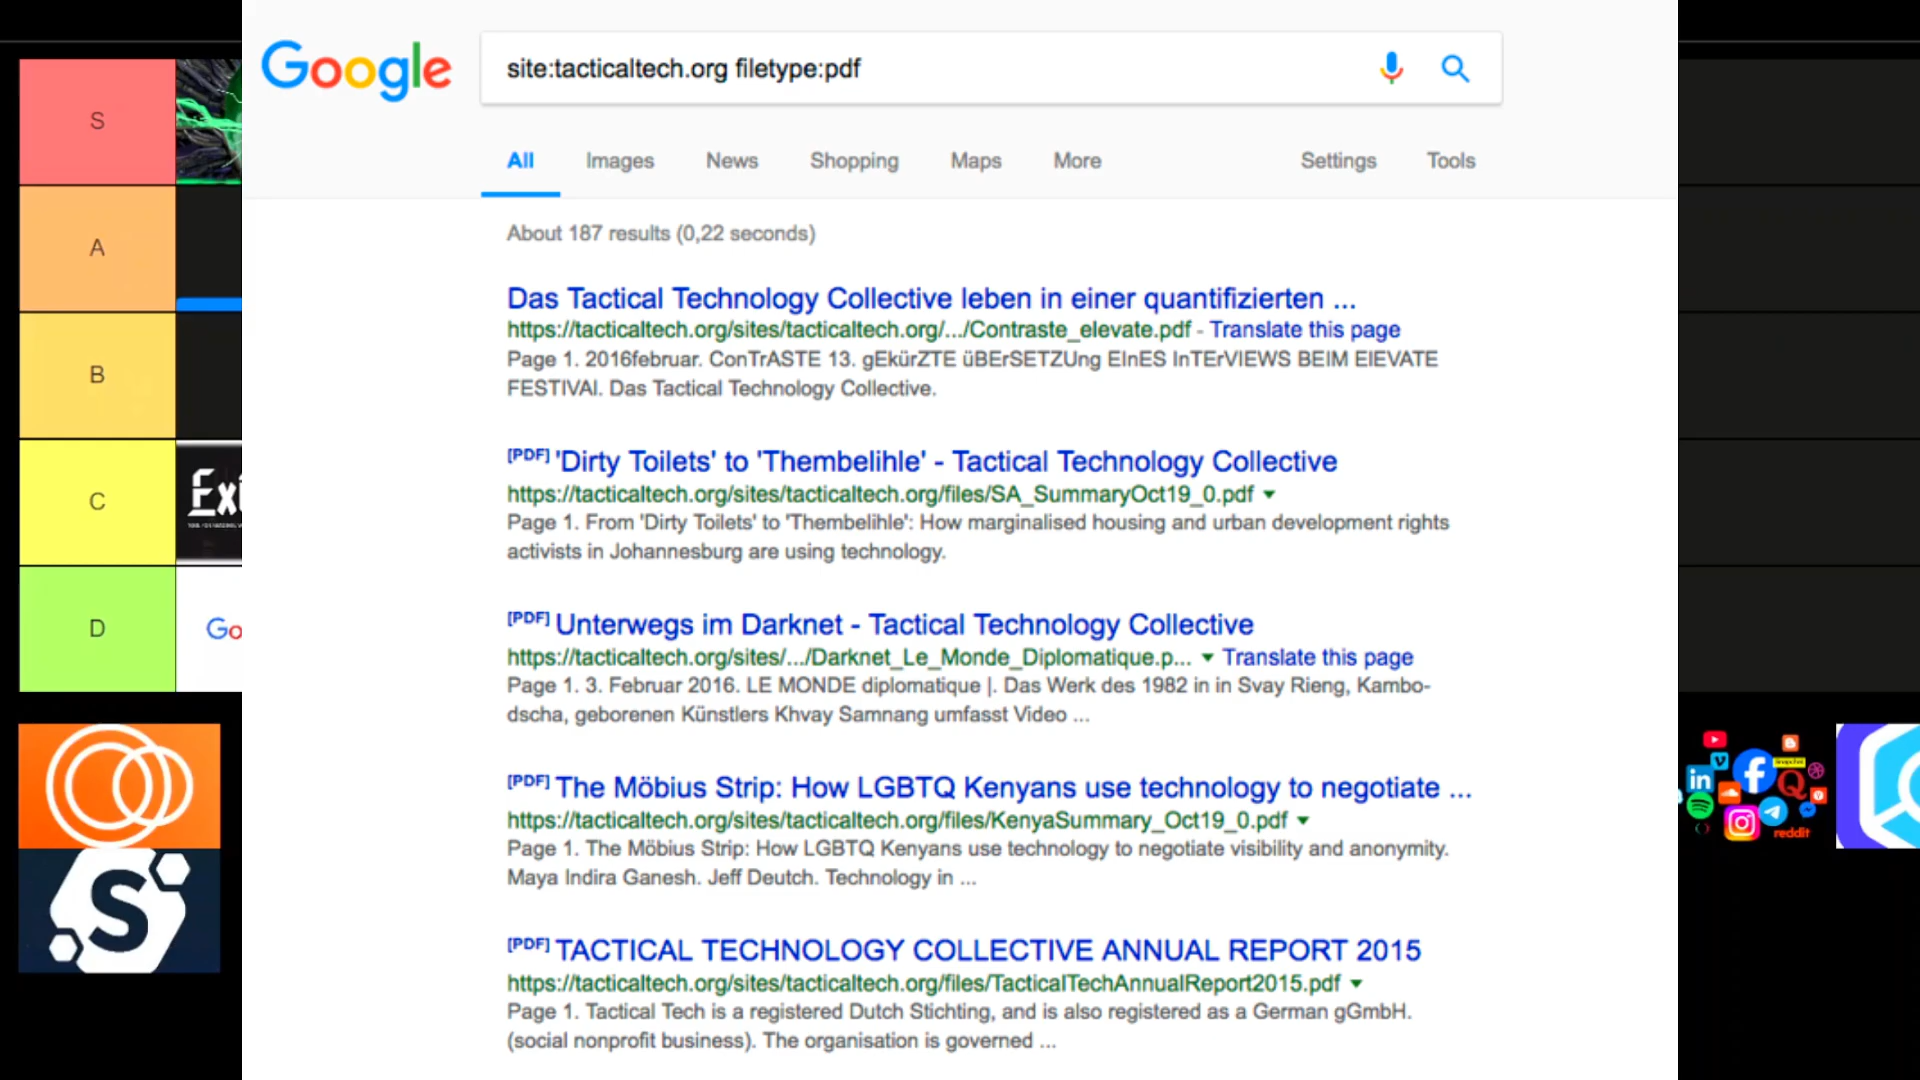 Google
site:tacticaltech.org filetype:pdf
All Images News Shopping Maps More Settings Tools
About 187 results (0,22 seconds)
Das Tactical Technology Collective leben in einer quantifizierten ...
https://tacticaltech.org/sites/tacticaltech.org/.../Contraste_elevate.pdf - Translate this page
Page 1. 2016februar. ConTrASTE 13. gEkürZTE üBErSETZUng EInES InTErVIEWS BEIM ElEVATE
FESTIVAl. Das Tactical Technology Collective.
[PDF] 'Dirty Toilets' to 'Thembelihle' - Tactical Technology Collective
https://tacticaltech.org/sites/tacticaltech.org/files/SA_SummaryOct19_0.pdf
Page 1. From 'Dirty Toilets' to 'Thembelihle': How marginalised housing and urban development rights
activists in Johannesburg are using technology.
[PDF] Unterwegs im Darknet - Tactical Technology Collective
https://tacticaltech.org/sites/.../Darknet_Le_Monde_Diplomatique.p... Translate this page
Page 1. 3. Februar 2016. LE MONDE diplomatique |. Das Werk des 1982 in in Svay Rieng, Kambo-
dscha, geborenen Künstlers Khvay Samnang umfasst Video ...
[PDF] The Möbius Strip: How LGBTQ Kenyans use technology to negotiate ...
https://tacticaltech.org/sites/tacticaltech.org/files/KenyaSummary_Oct19_0.pdf
Page 1. The Möbius Strip: How LGBTQ Kenyans use technology to negotiate visibility and anonymity.
Maya Indira Ganesh. Jeff Deutch. Technology in ...
[PDF] TACTICAL TECHNOLOGY COLLECTIVE ANNUAL REPORT 2015
https://tacticaltech.org/sites/tacticaltech.org/files/TacticalTechAnnualReport2015.pdf
Page 1. Tactical Tech is a registered Dutch Stichting, and is also registered as a German gGmbH.
(social nonprofit business). The organisation is governed ...
S
A
B
C
Exi
D
Go
S
in
reddit